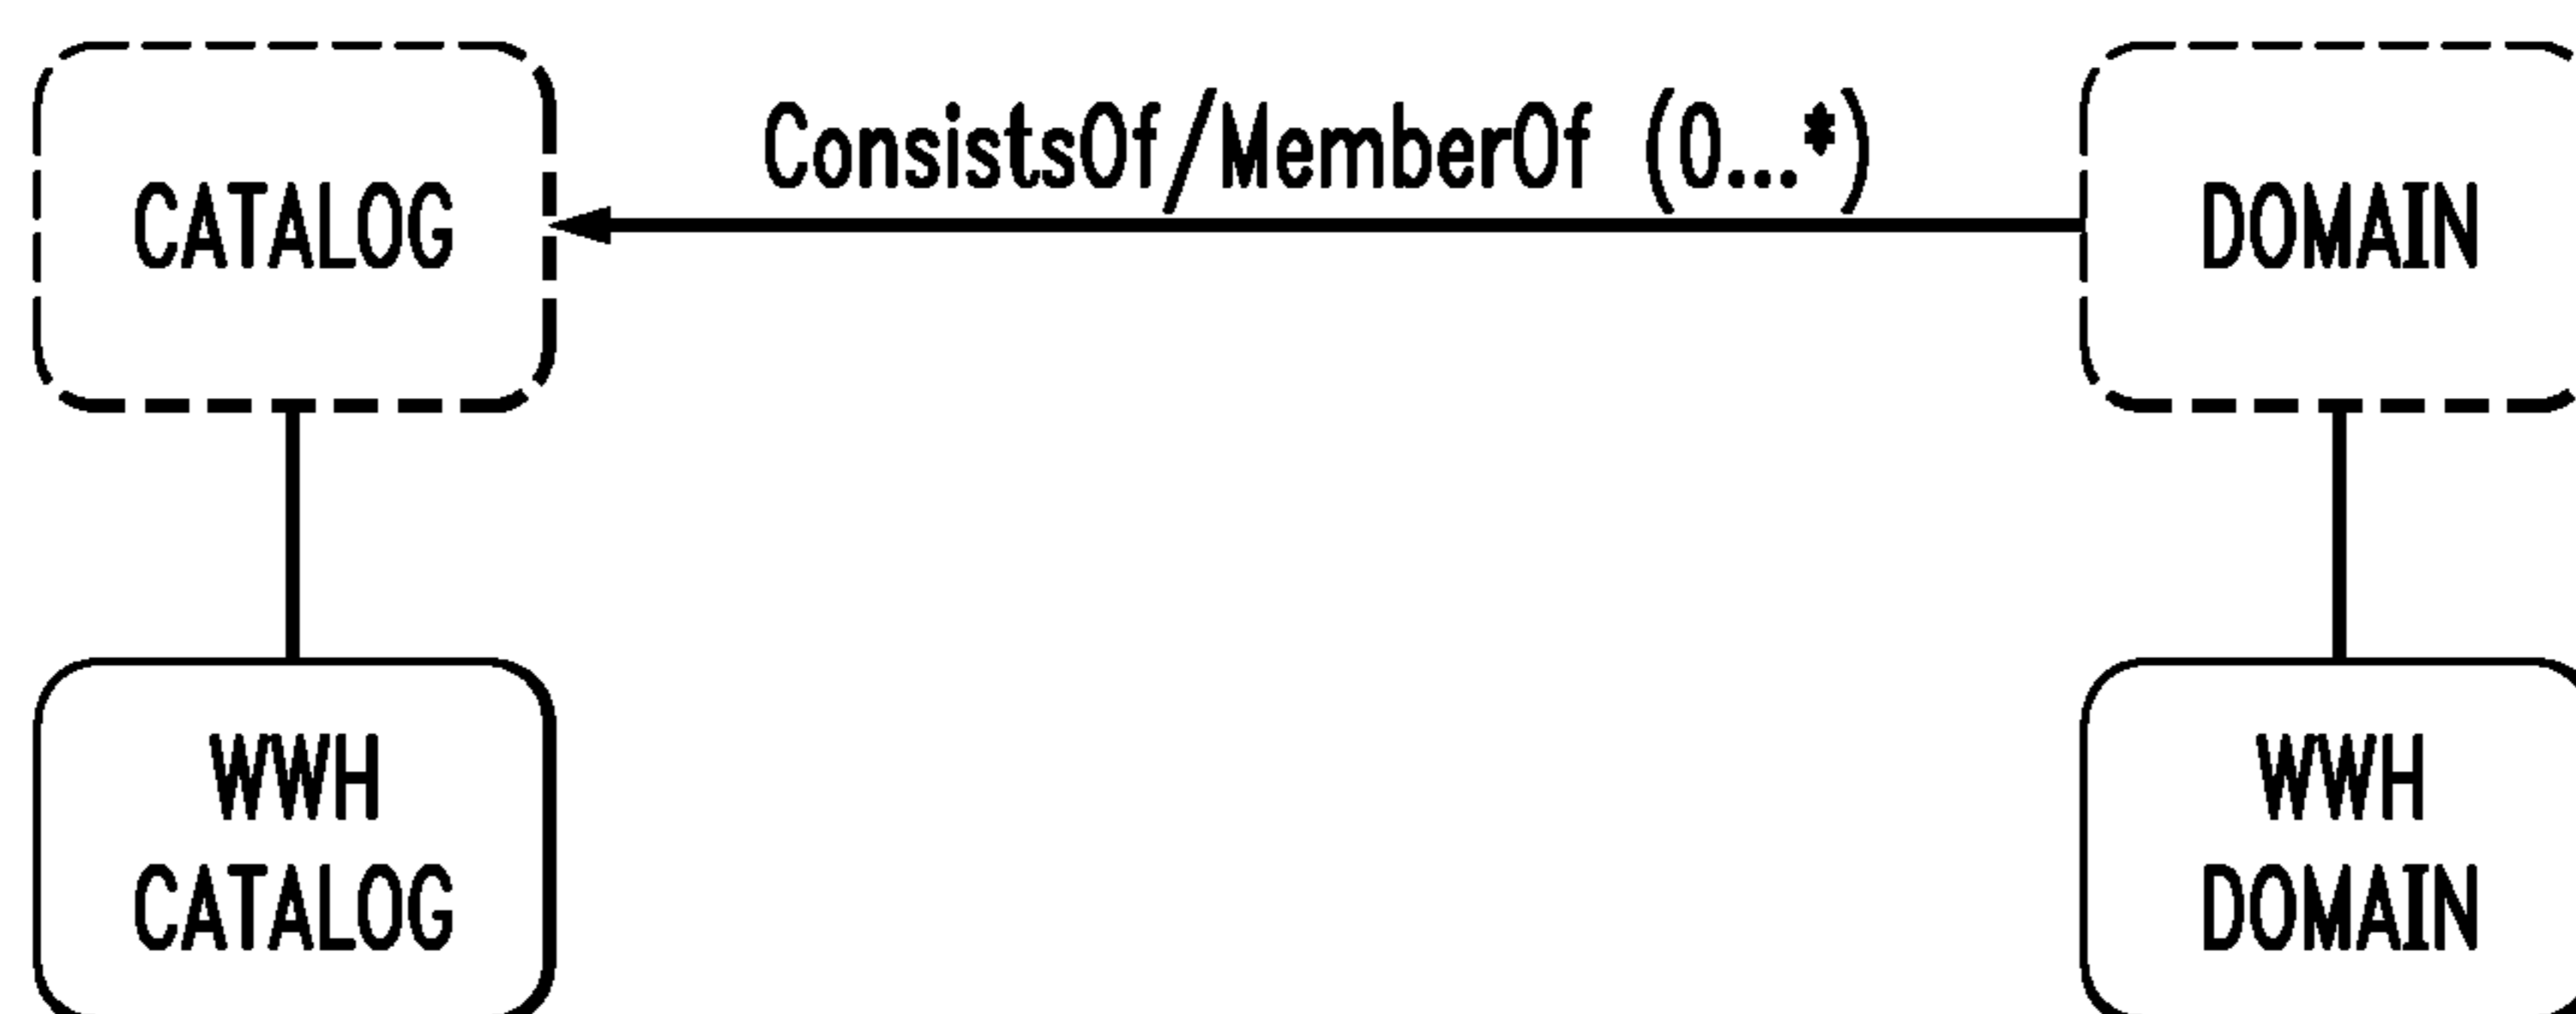 ConsistsOf/MemberOf (0...*)
CATALOG
DOMAIN
WWH
CATALOG
WWH
DOMAIN